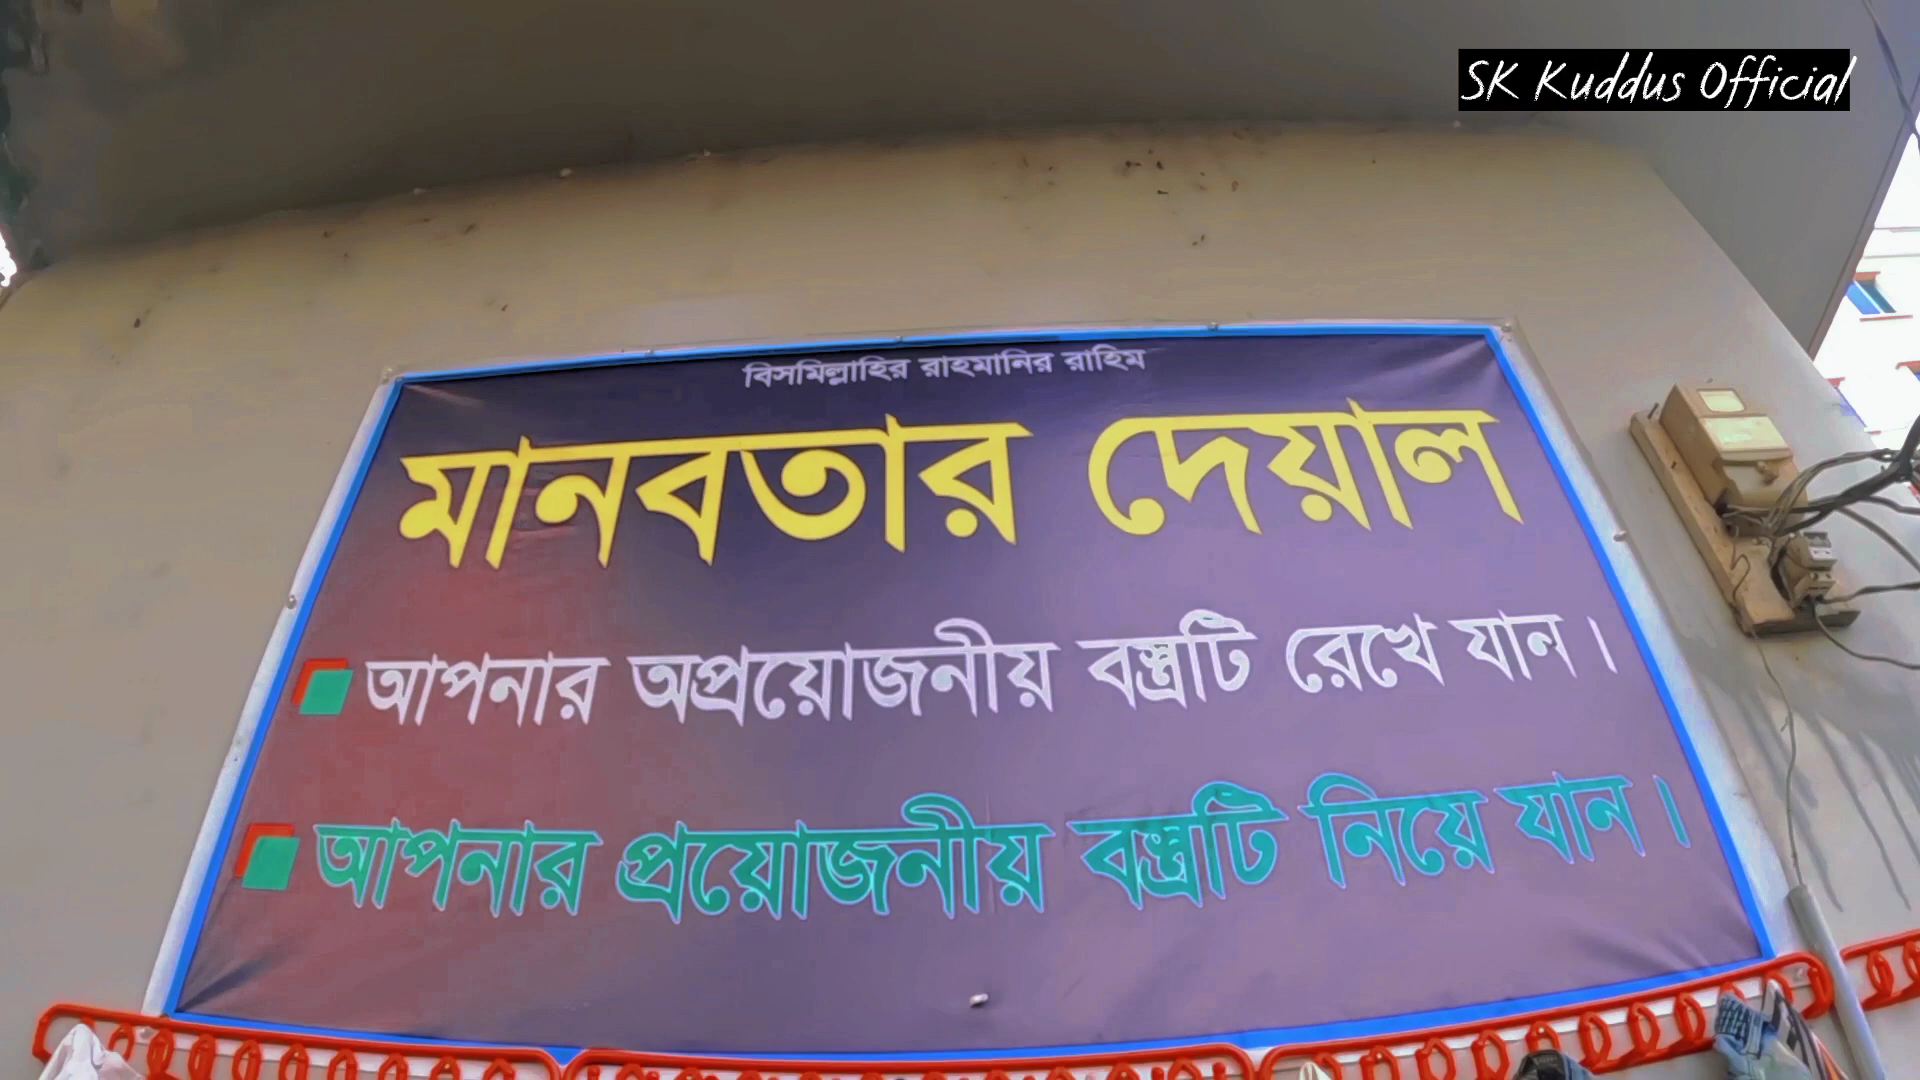 SK Kuddus Official
বিসমিল্লাহির রাহমানির রাহিম
মানবতার দেয়াল
আপনার অপ্রয়োজনীয় বস্ত্রটি রেখে যান।
আপনার প্রয়োজনীয় বস্ত্রটি নিয়ে যান।